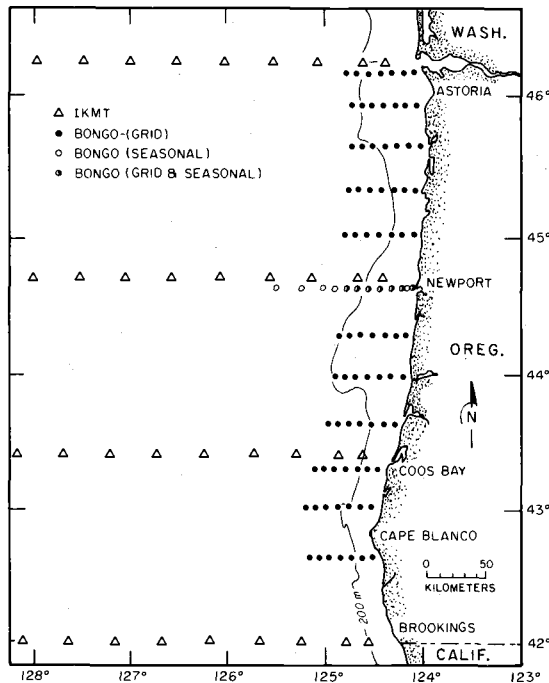 WASH.
ASTORIA
46°
△ IKMT
● BONGO-(GRID)
○ BONGO (SEASONAL)
◑ BONGO (GRID & SEASONAL)
45°
NEWPORT
OREG.
44°
N
COOS BAY
43°
CAPE BLANCO
0 50
KILOMETERS
200 m
BROOKINGS
42°
CALIF.
128° 127° 126° 125° 124° 123°